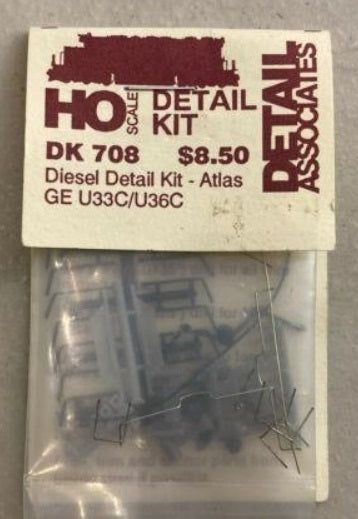 HO SCALE DETAIL KIT
DETAIL ASSOCIATES
DK 708 $8.50
Diesel Detail Kit - Atlas
GE U33C/U36C